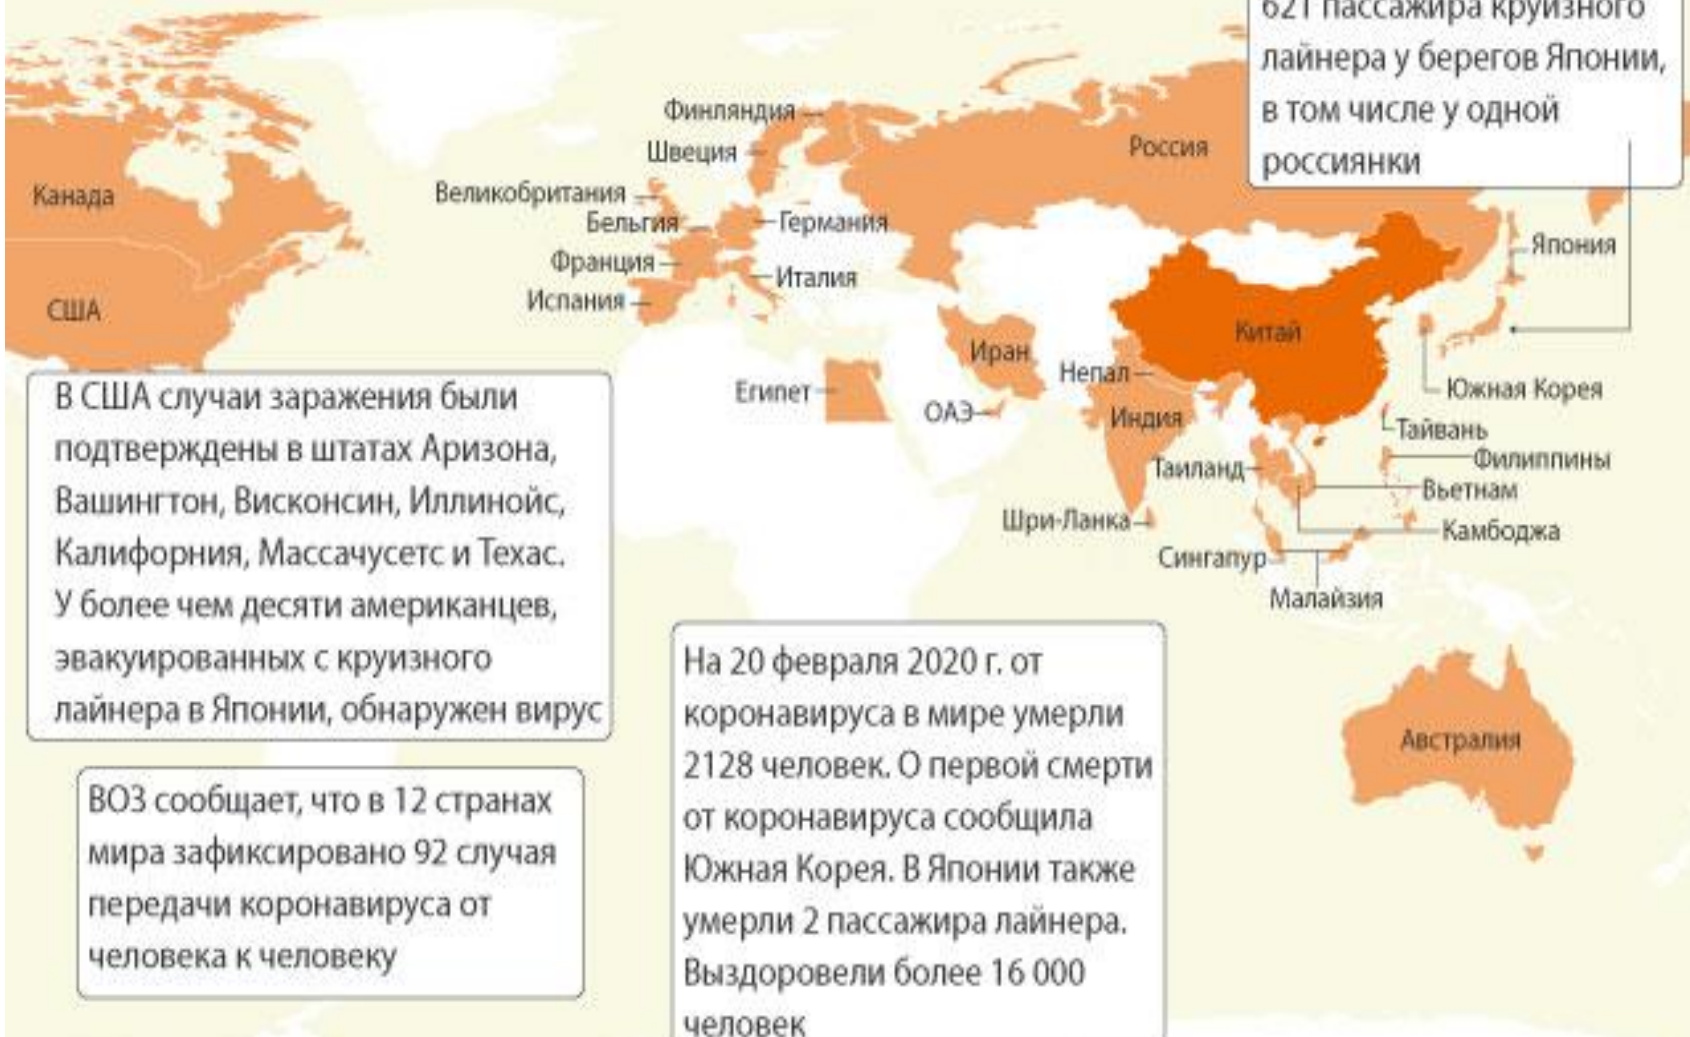 621 пассажира круизного
лайнера у берегов Японии,
в том числе у одной
россиянки
Финляндия
Швеция
Россия
Великобритания
Канада
Бельгия
Германия
Япония
Франция
Италия
Испания
США
Китай
Иран
Непал
Египет
Южная Корея
ОАЭ
Индия
Тайвань
Филиппины
Таиланд
Вьетнам
Шри-Ланка
Камбоджа
Сингапур
Малайзия
Австралия
В США случаи заражения были
подтверждены в штатах Аризона,
Вашингтон, Висконсин, Иллинойс,
Калифорния, Массачусетс и Техас.
У более чем десяти американцев,
эвакуированных с круизного
лайнера в Японии, обнаружен вирус
ВОЗ сообщает, что в 12 странах
мира зафиксировано 92 случая
передачи коронавируса от
человека к человеку
На 20 февраля 2020 г. от
коронавируса в мире умерли
2128 человек. О первой смерти
от коронавируса сообщила
Южная Корея. В Японии также
умерли 2 пассажира лайнера.
Выздоровели более 16 000
человек